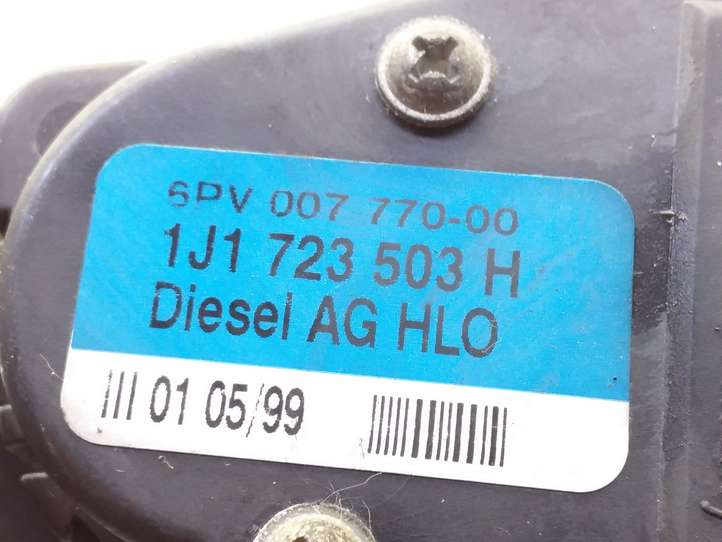 6PV 007 770-00
1J1 723 503 H
Diesel AG HLO
III 01 05/99